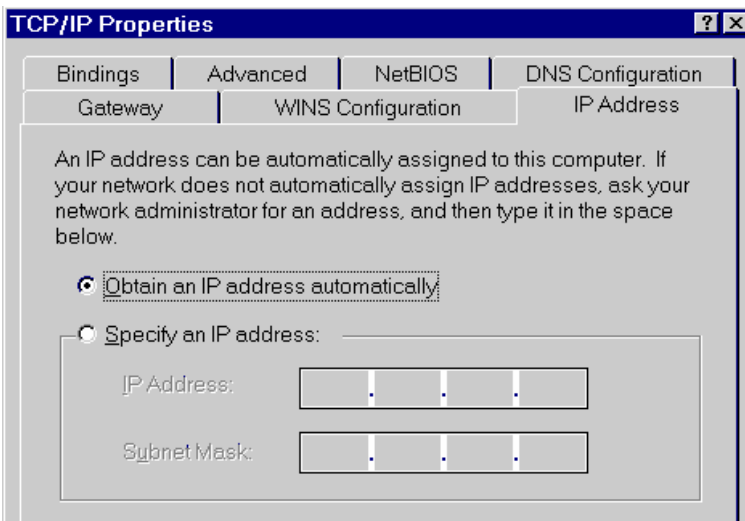 TCP/IP Properties
Bindings Advanced NetBIOS DNS Configuration
Gateway WINS Configuration IP Address
An IP address can be automatically assigned to this computer. If
your network does not automatically assign IP addresses, ask your
network administrator for an address, and then type it in the space
below.
Obtain an IP address automatically
Specify an IP address:
IP Address:
. . .
Subnet Mask:
. . .